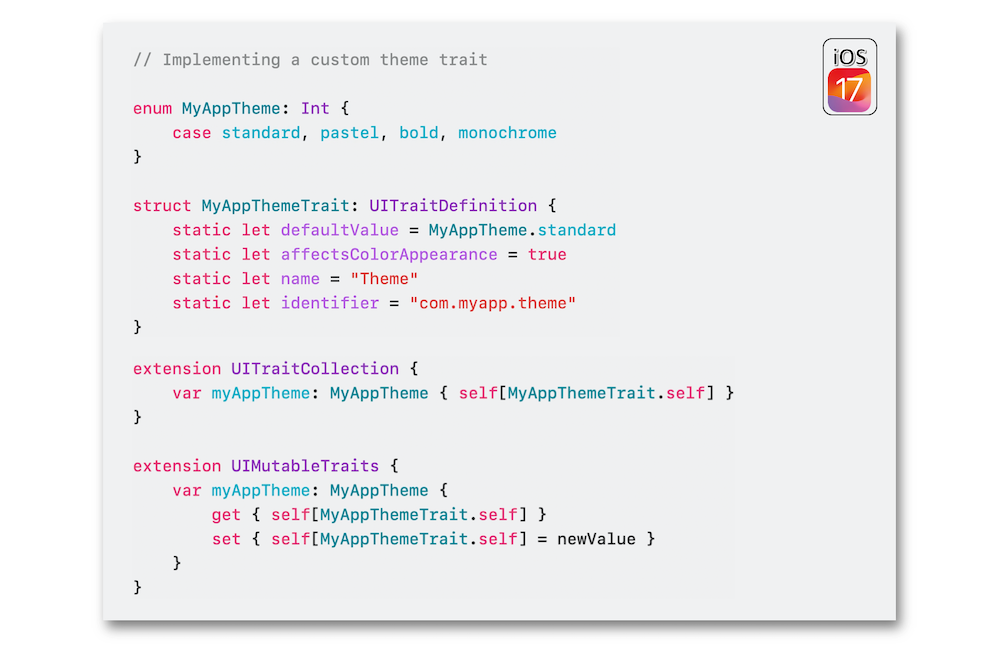 // Implementing a custom theme trait
iOS
17
enum MyAppTheme: Int {
    case standard, pastel, bold, monochrome
}
struct MyAppThemeTrait: UITraitDefinition {
    static let defaultValue = MyAppTheme.standard
    static let affectsColorAppearance = true
    static let name = "Theme"
    static let identifier = "com.myapp.theme"
}
extension UITraitCollection {
    var myAppTheme: MyAppTheme { self[MyAppThemeTrait.self] }
}
extension UIMutableTraits {
    var myAppTheme: MyAppTheme {
        get { self[MyAppThemeTrait.self] }
        set { self[MyAppThemeTrait.self] = newValue }
    }
}